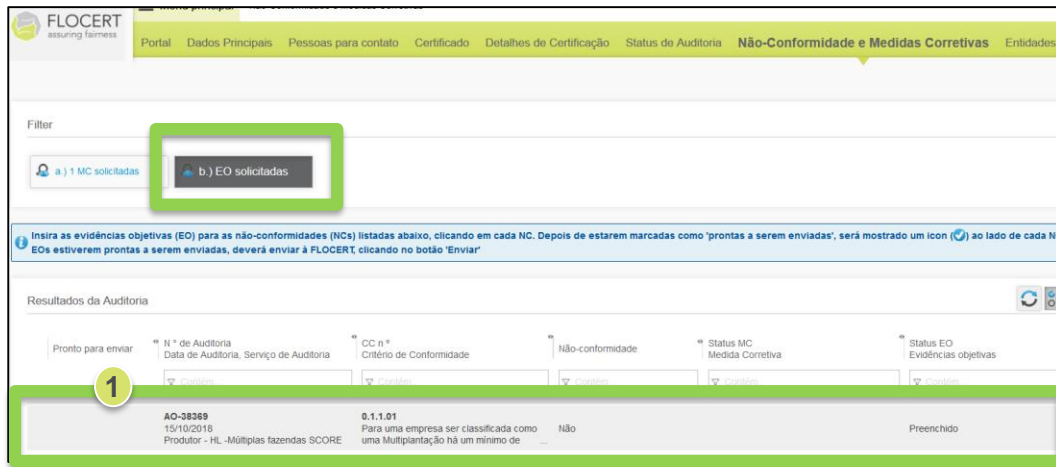 FLOCERT
assuring fairness
Portal Dados Principais Pessoas para contato Certificado Detalhes de Certificação Status de Auditoria Não-Conformidade e Medidas Corretivas Entidades
Filter
a.) 1 MC solicitadas
b.) EO solicitadas
Insira as evidências objetivas (EO) para as não-conformidades (NCs) listadas abaixo, clicando em cada NC. Depois de estarem marcadas como 'prontas a serem enviadas', será mostrado um icon ( ) ao lado de cada N
EOs estiverem prontas a serem enviadas, deverá enviar à FLOCERT, clicando no botão 'Enviar'
Resultados da Auditoria
Pronto para enviar
N ° de Auditoria
Data de Auditoria, Serviço de Auditoria
CC n °
Critério de Conformidade
Não-conformidade
Status MC
Medida Corretiva
Status EO
Evidências objetivas
Contém
Contém
Contém
Contém
Contém
1
AO-38369
15/10/2018
Produtor - HL -Múltiplas fazendas SCORE
0.1.1.01
Para uma empresa ser classificada como
uma Multiplantação há um mínimo de ...
Não
Preenchido